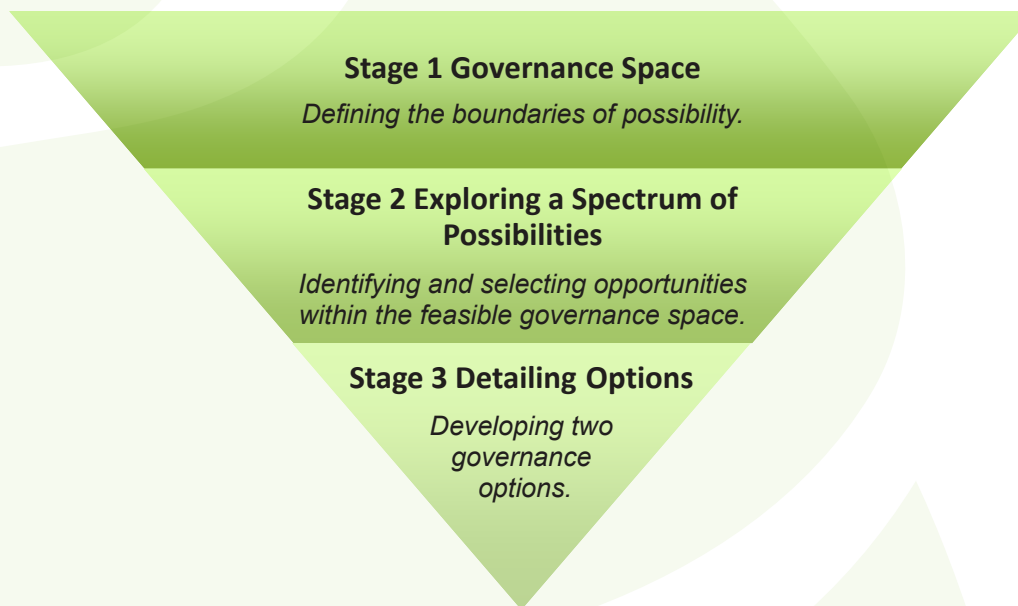 Stage 1 Governance Space
Defining the boundaries of possibility.
Stage 2 Exploring a Spectrum of
Possibilities
Identifying and selecting opportunities
within the feasible governance space.
Stage 3 Detailing Options
Developing two
governance
options.